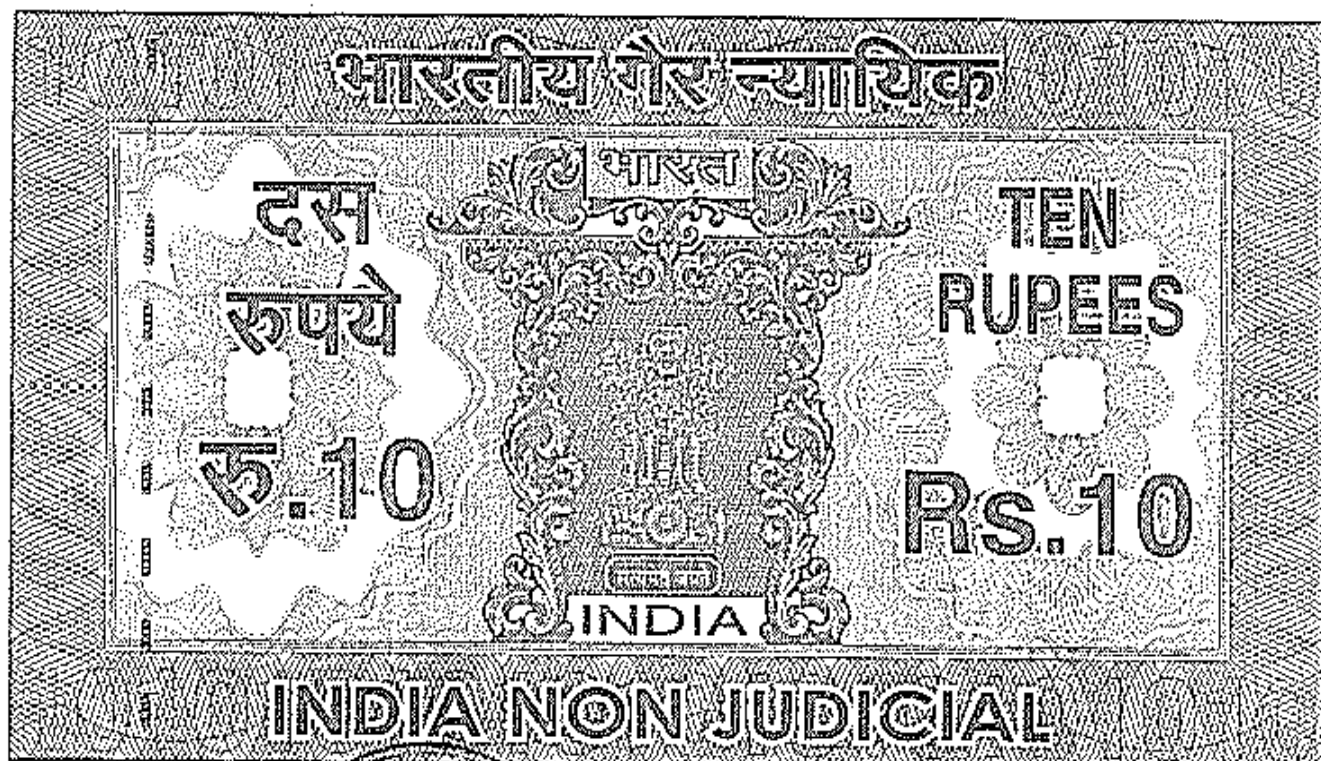 भारतीय गैर न्यायिक
भारत
दस
रुपये
रु.10
TEN
RUPEES
Rs.10
INDIA
INDIA NON JUDICIAL